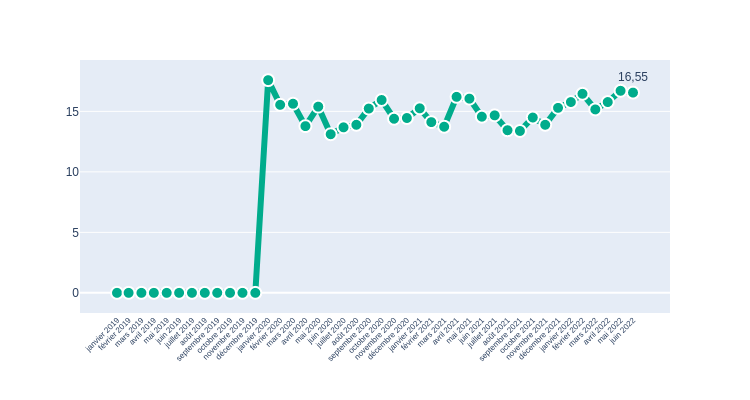 16,55
15
10
5
0
janvier 2019
février 2019
mars 2019
avril 2019
mai 2019
juin 2019
juillet 2019
août 2019
septembre 2019
octobre 2019
novembre 2019
décembre 2019
janvier 2020
février 2020
mars 2020
avril 2020
mai 2020
juin 2020
juillet 2020
août 2020
septembre 2020
octobre 2020
novembre 2020
décembre 2020
janvier 2021
février 2021
mars 2021
avril 2021
mai 2021
juin 2021
juillet 2021
août 2021
septembre 2021
octobre 2021
novembre 2021
décembre 2021
janvier 2022
février 2022
mars 2022
avril 2022
mai 2022
juin 2022